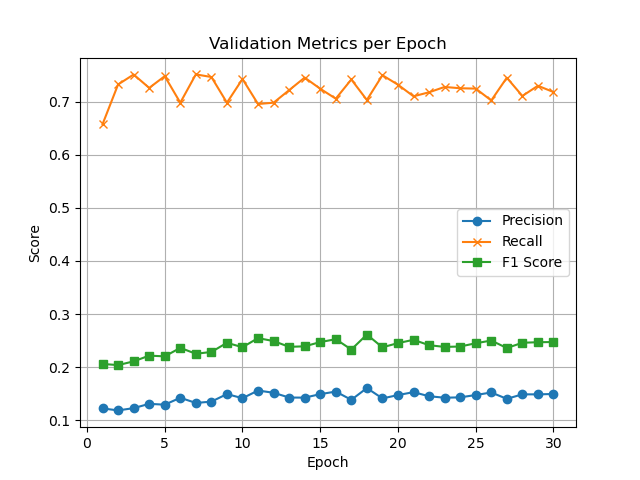 Validation Metrics per Epoch
0.7
0.6
0.5
0.4
0.3
0.2
0.1
Score
Precision
Recall
F1 Score
0 5 10 15 20 25 30
Epoch